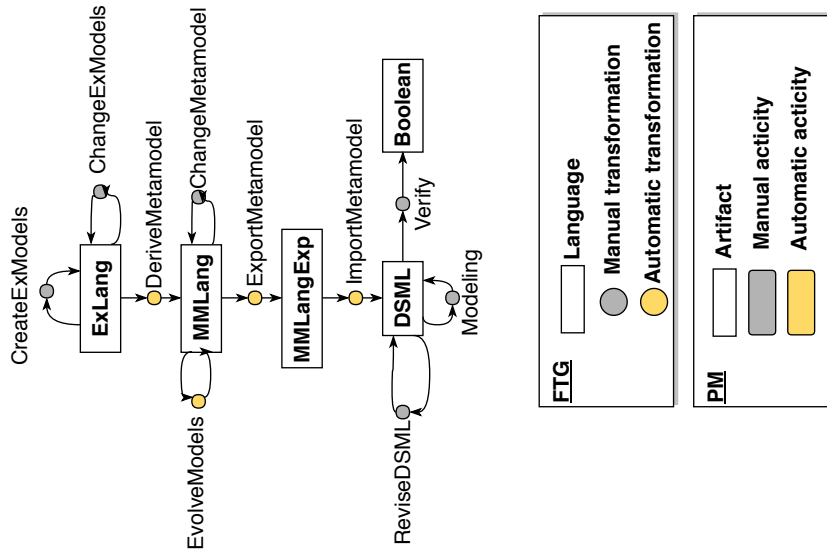 CreateExModels
ChangeExModels
ExLang
DeriveMetamodel
ChangeMetamodel
MMLang
EvolveModels
ExportMetamodel
MMLangExp
ImportMetamodel
DSML
Verify
Boolean
ReviseDSML
Modeling
FTG
Language
Manual transformation
Automatic transformation
PM
Artifact
Manual acticity
Automatic acticity